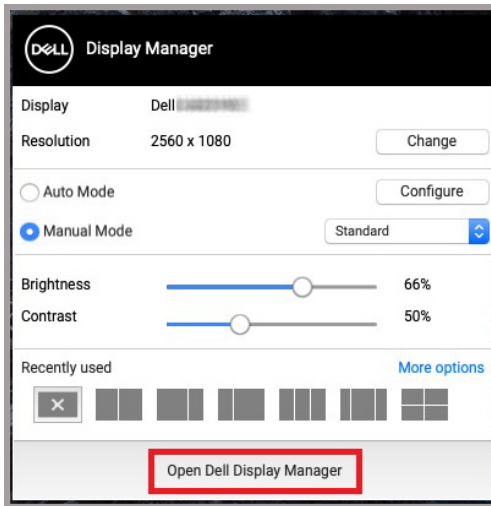 DELL Display Manager
Display Dell
Resolution 2560 x 1080 Change
Auto Mode Configure
Manual Mode Standard
Brightness 66%
Contrast 50%
Recently used More options
Open Dell Display Manager